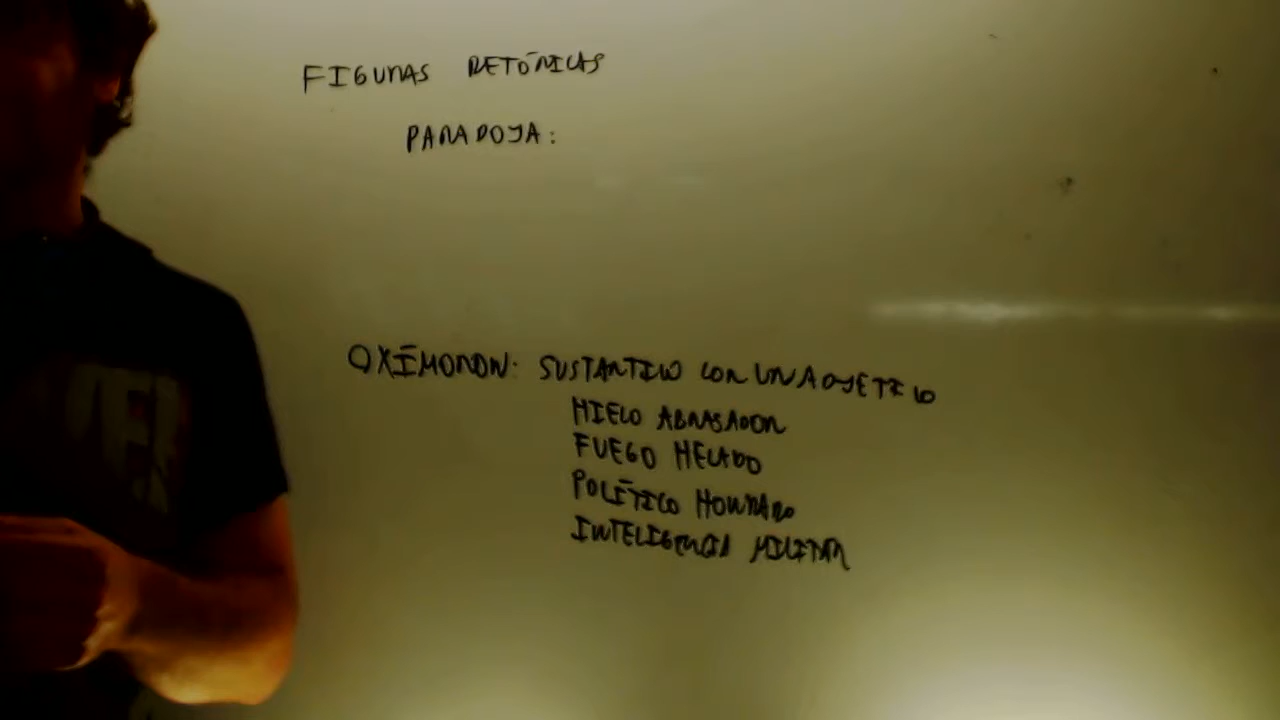 FIGURAS RETÓRICAS
PARADOJA:
OXÍMORON: SUSTANTIVO CON UN ADJETIVO
HIELO ABRASADOR
FUEGO HELADO
POLÍTICO HONRADO
INTELIGENCIA MILITAR